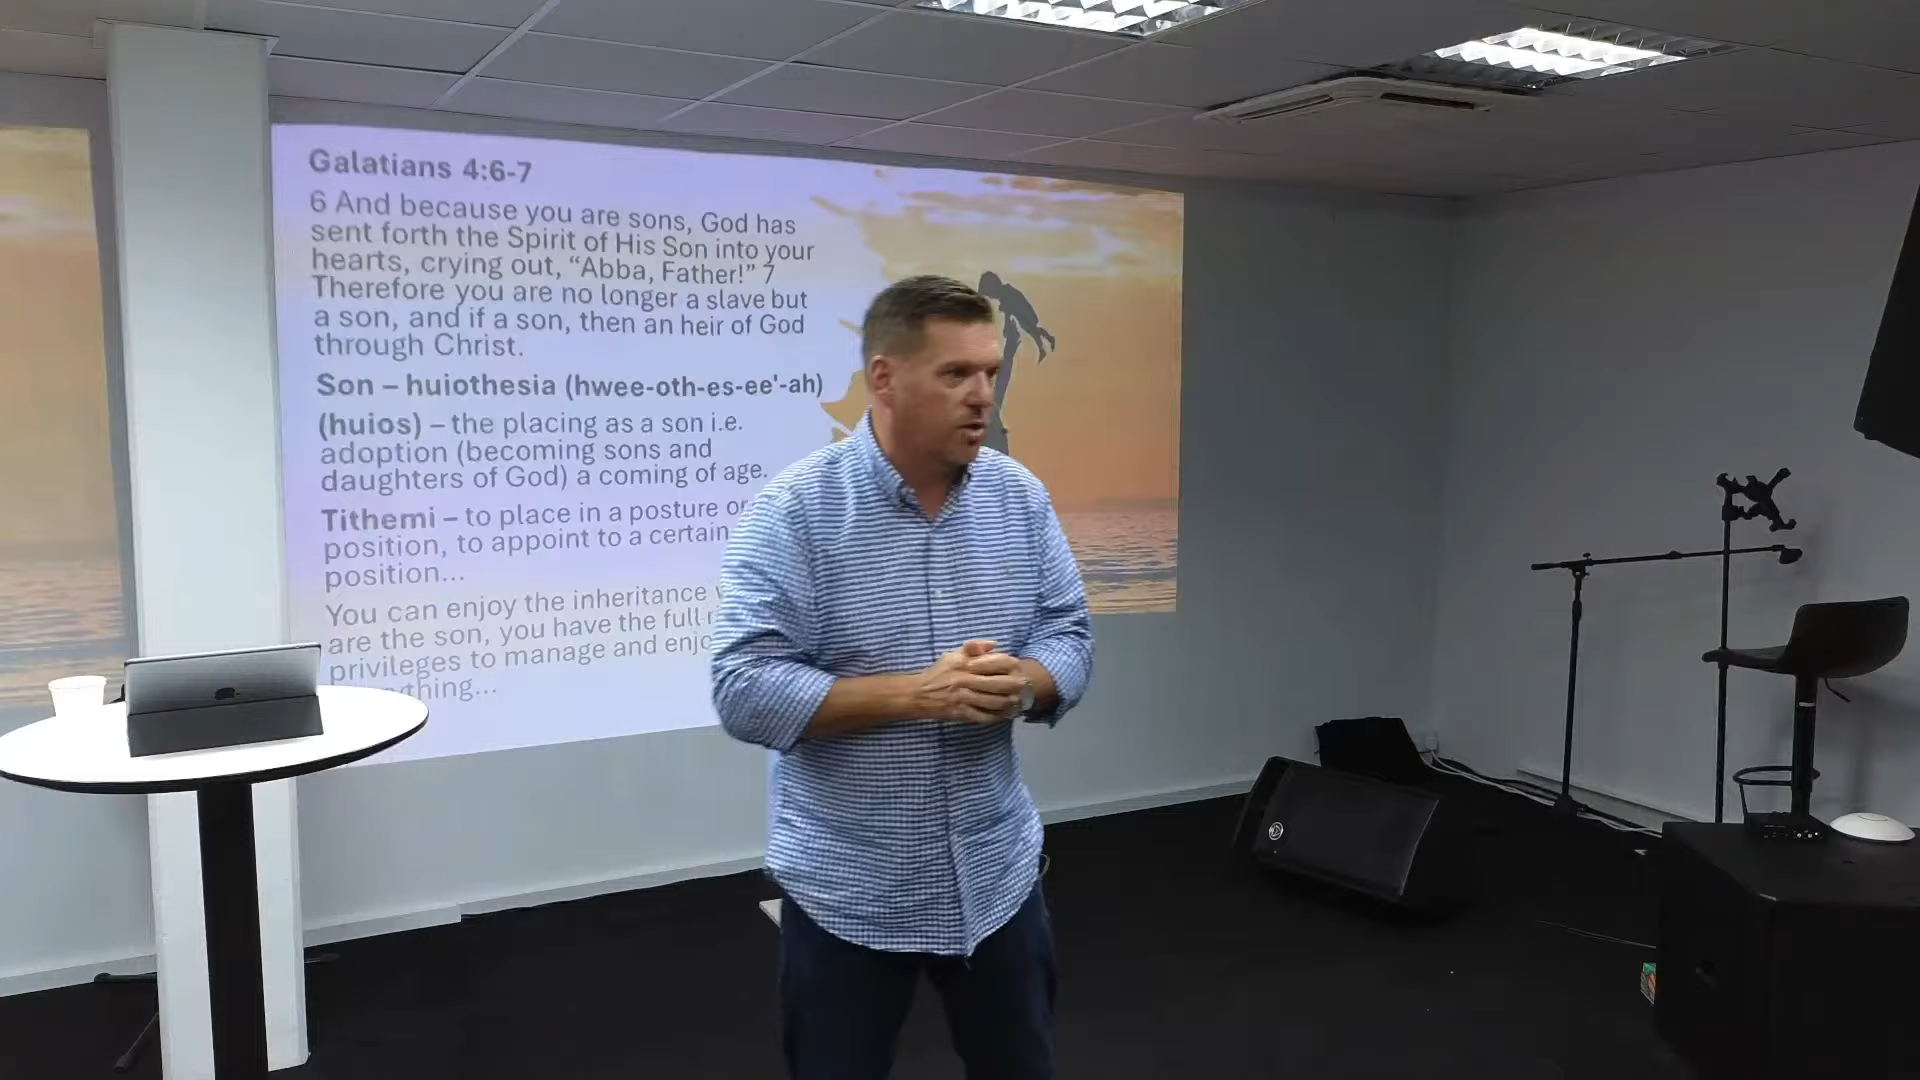 Galatians 4:6-7
6 And because you are sons, God has
sent forth the Spirit of His Son into your
hearts, crying out, “Abba, Father!” 7
Therefore you are no longer a slave but
a son, and if a son, then an heir of God
through Christ.
Son – huiothesia (hwee-oth-es-ee'-ah)
(huios) – the placing as a son i.e.
adoption (becoming sons and
daughters of God) a coming of age.
Tithemi – to place in a posture or
position, to appoint to a certain
position...
You can enjoy the inheritance
are the son, you have the full
privileges to manage and